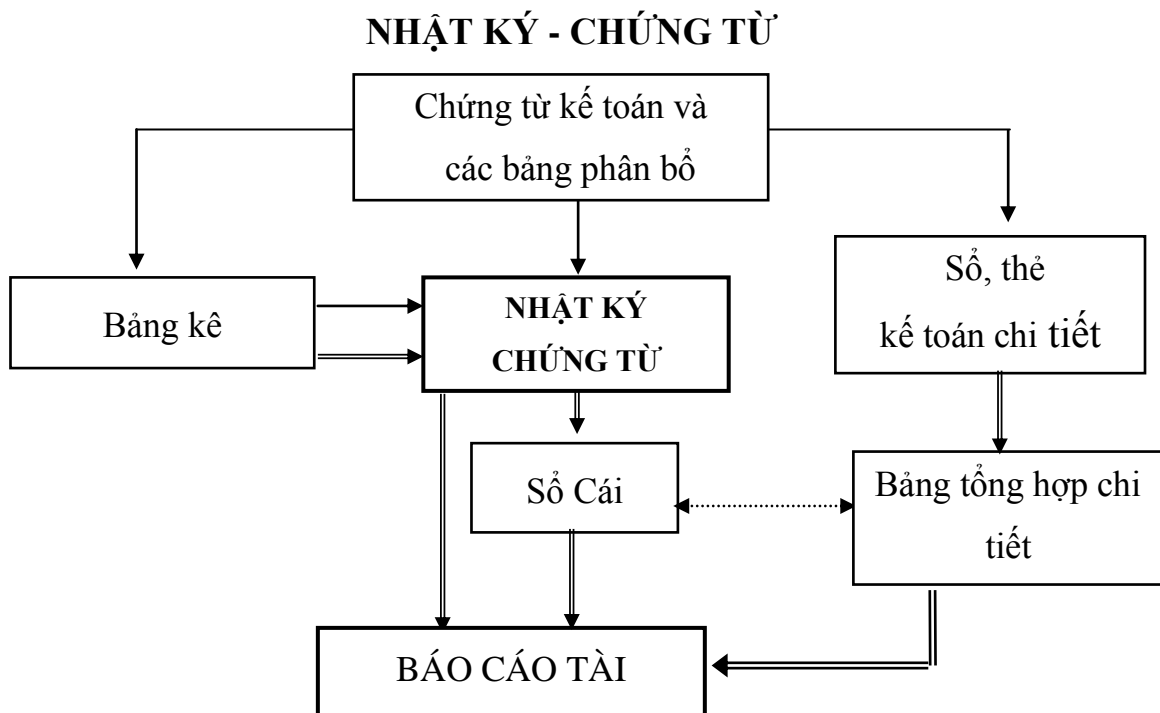 NHẬT KÝ - CHỨNG TỪ
Chứng từ kế toán và
các bảng phân bổ
Bảng kê
NHẬT KÝ
CHỨNG TỪ
Sổ, thẻ
kế toán chi tiết
Sổ Cái
Bảng tổng hợp chi
tiết
BÁO CÁO TÀI